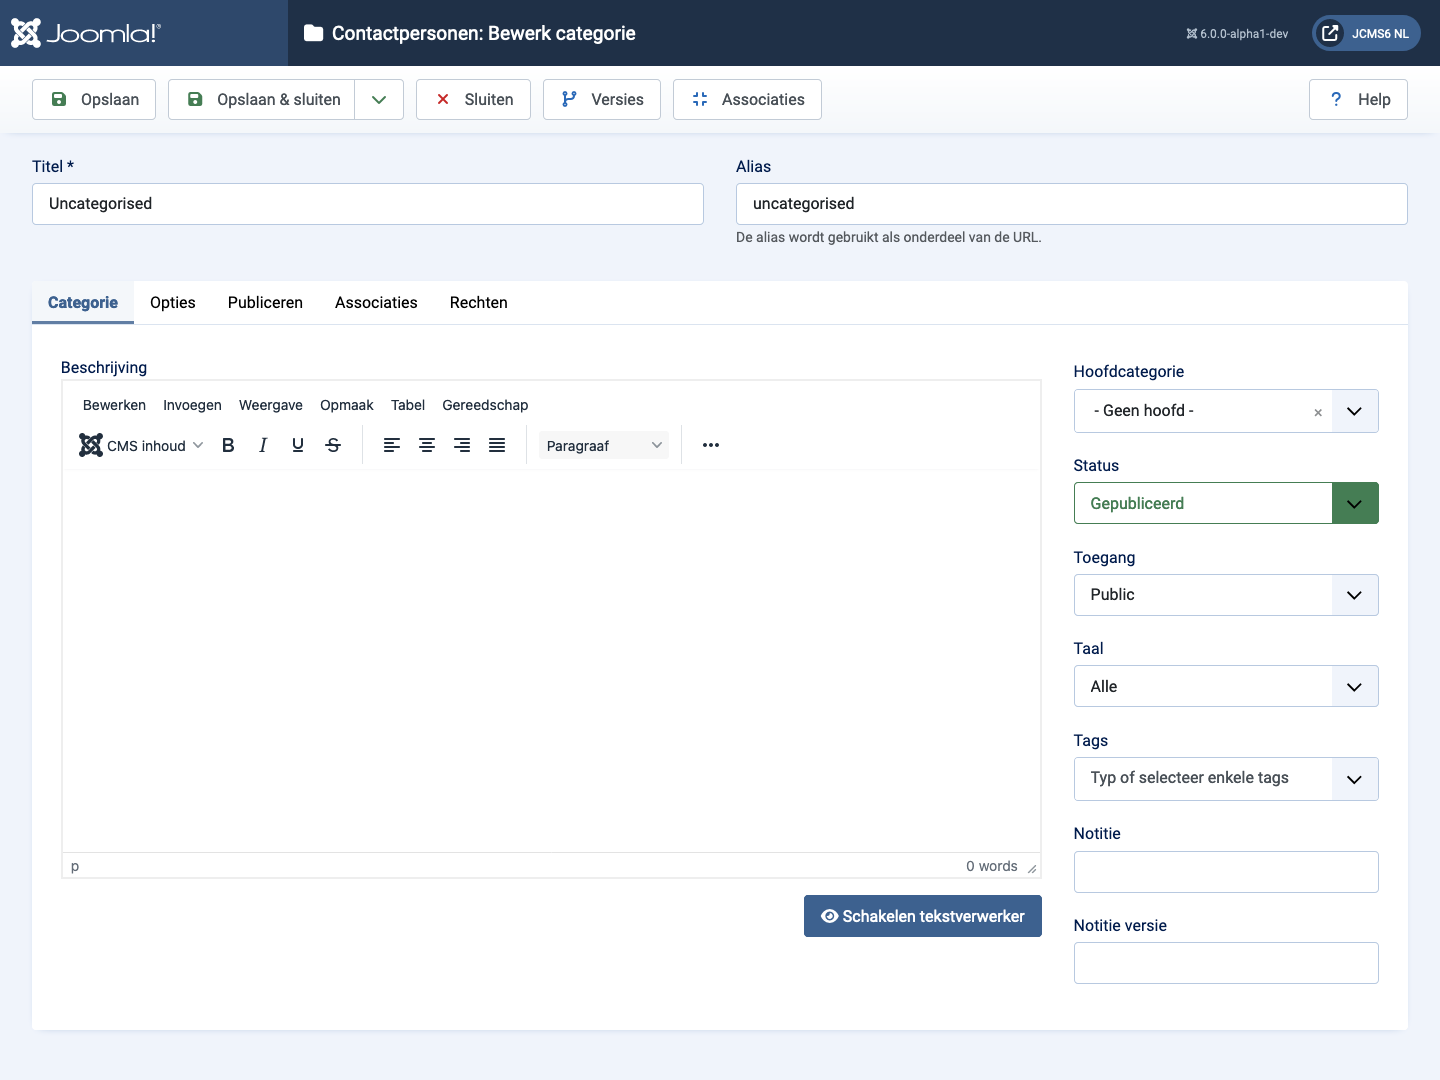 Joomla!®
Contactpersonen: Bewerk categorie
6.0.0-alpha1-dev
JCMS6 NL
Opslaan
Opslaan & sluiten
Sluiten
Versies
Associaties
? Help
Titel *
Alias
Uncategorised
uncategorised
De alias wordt gebruikt als onderdeel van de URL.
Categorie
Opties
Publiceren
Associaties
Rechten
Beschrijving
Bewerken Invoegen Weergave Opmaak Tabel Gereedschap
CMS inhoud B I U S Paragraaf
p
0 words
Schakelen tekstverwerker
Hoofdcategorie
- Geen hoofd - ×
Status
Gepubliceerd
Toegang
Public
Taal
Alle
Tags
Typ of selecteer enkele tags
Notitie
Notitie versie